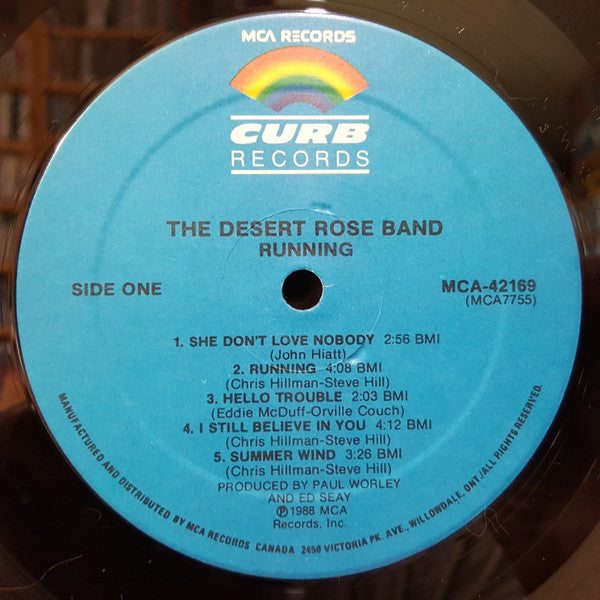 MCA RECORDS
CURB
RECORDS
THE DESERT ROSE BAND
RUNNING
SIDE ONE
MCA-42169
(MCA7755)
1. SHE DON'T LOVE NOBODY 2:56 BMI
(John Hiatt)
2. RUNNING 4:08 BMI
(Chris Hillman-Steve Hill)
3. HELLO TROUBLE 2:03 BMI
(Eddie McDuff-Orville Couch)
4. I STILL BELIEVE IN YOU 4:12 BMI
(Chris Hillman-Steve Hill)
5. SUMMER WIND 3:26 BMI
(Chris Hillman-Steve Hill)
PRODUCED BY PAUL WORLEY
AND ED SEAY
Ⓟ1988 MCA
Records, Inc.
MANUFACTURED AND DISTRIBUTED BY MCA RECORDS CANADA 2450 VICTORIA PK. AVE., WILLOWDALE, ONT./ALL RIGHTS RESERVED.